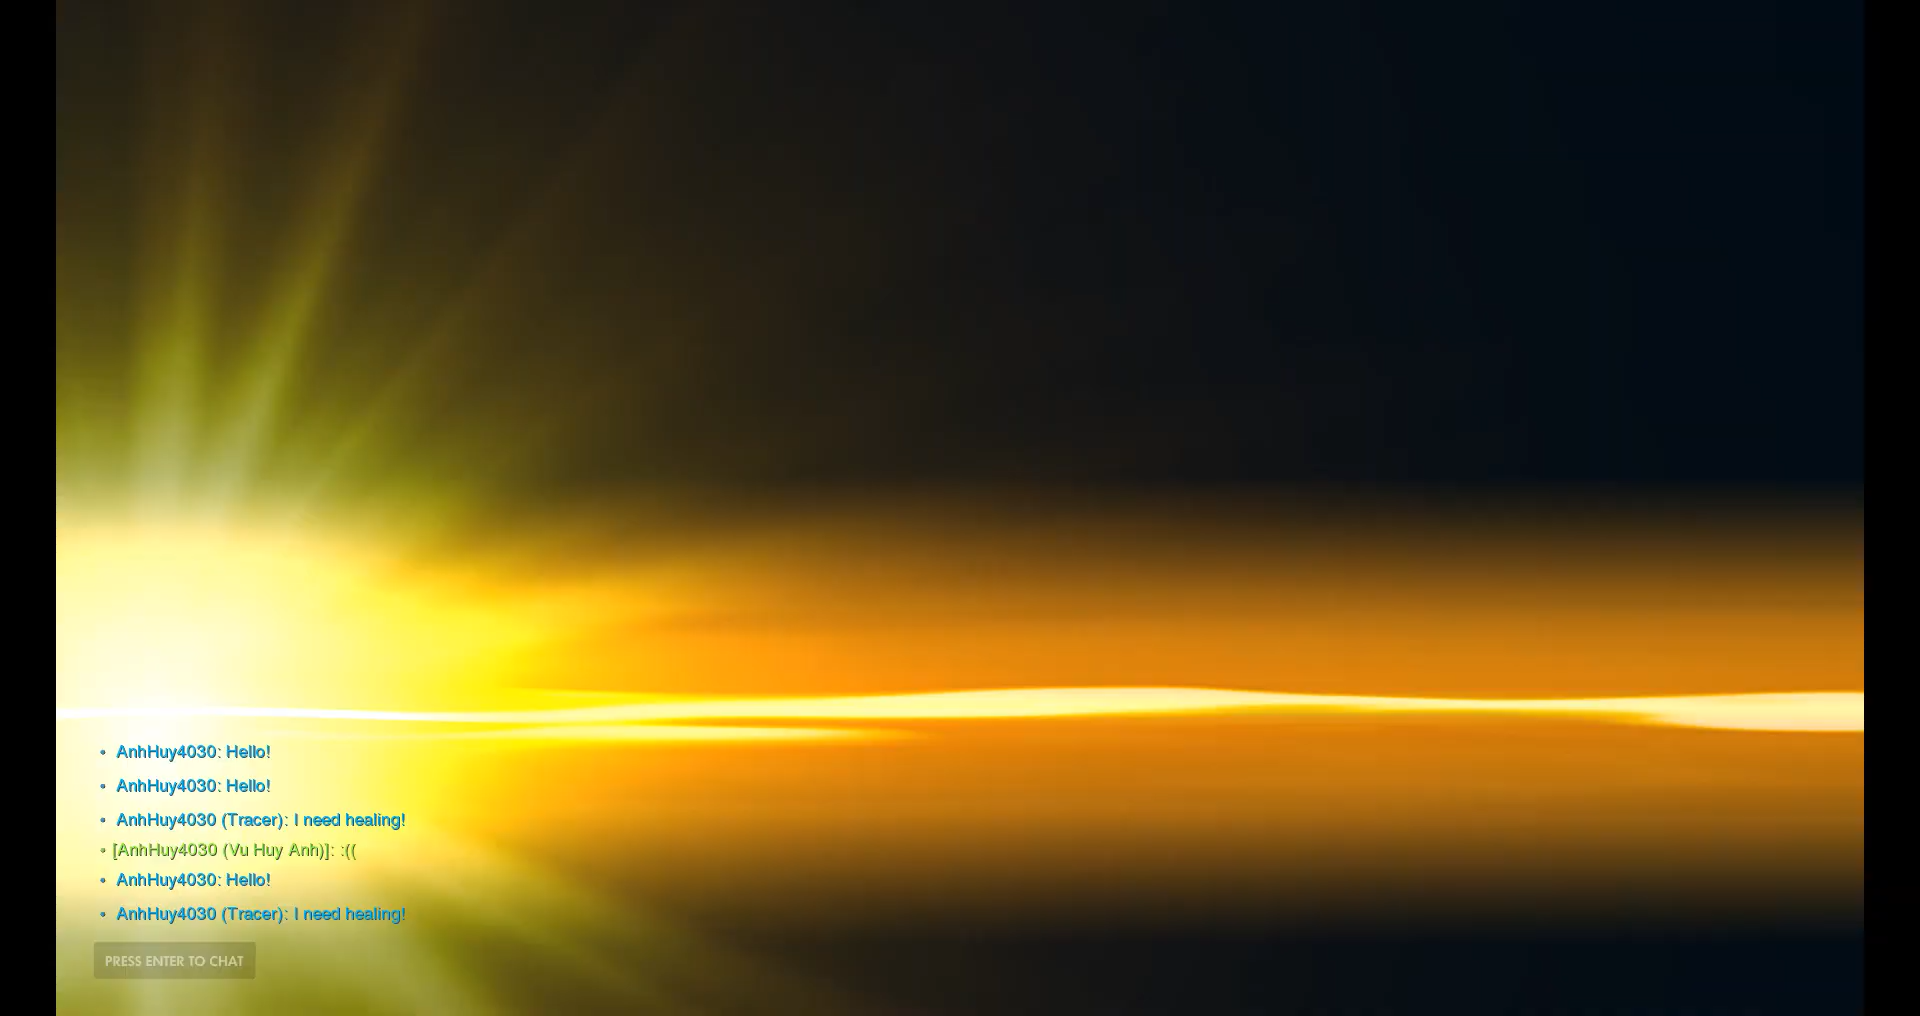 • AnhHuy4030: Hello!
• AnhHuy4030: Hello!
• AnhHuy4030 (Tracer): I need healing!
• [AnhHuy4030 (Vu Huy Anh)]: :((
• AnhHuy4030: Hello!
• AnhHuy4030 (Tracer): I need healing!
PRESS ENTER TO CHAT